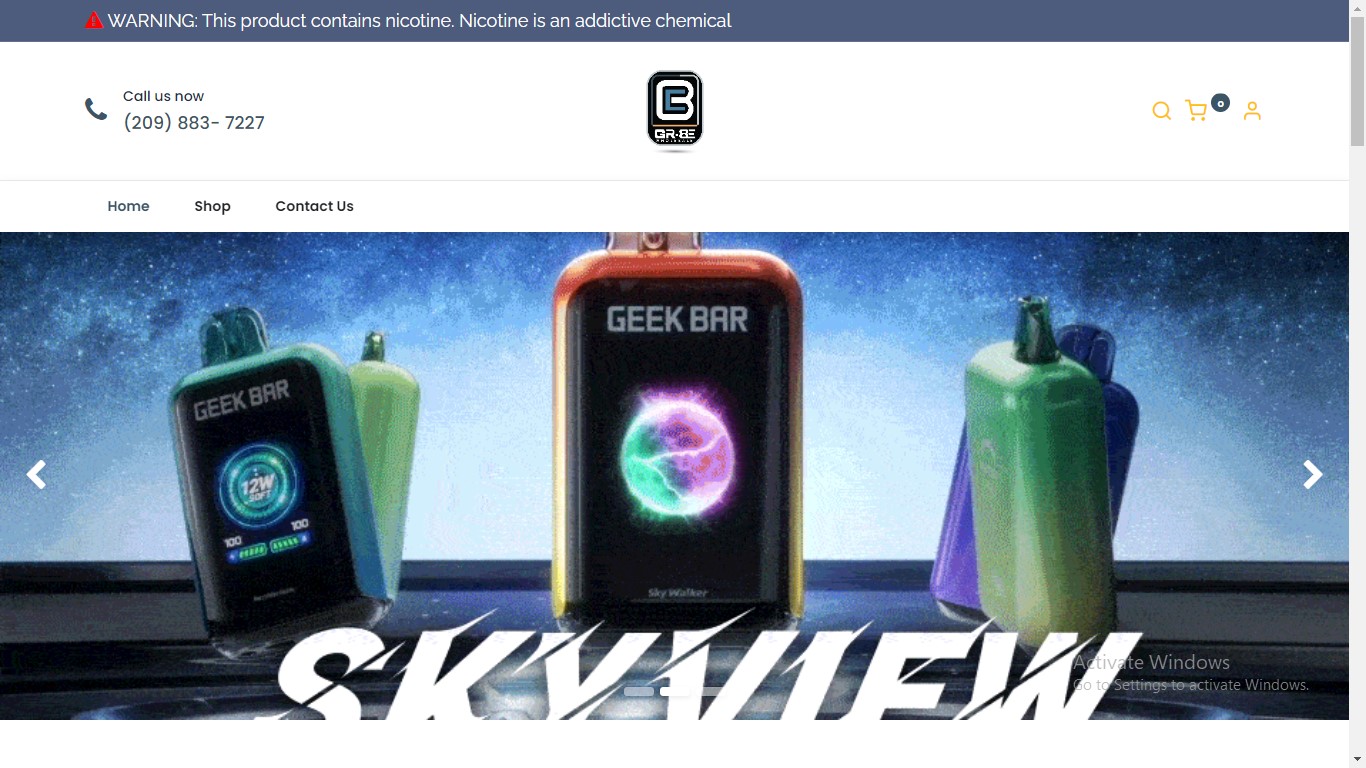 WARNING: This product contains nicotine. Nicotine is an addictive chemical
Call us now
(209) 883- 7227
GR-8E
0
Home
Shop
Contact Us
GEEK BAR
GEEK BAR
12W
SOFT
100
100
Sky Walker
SKYVIEW
Activate Windows
Go to Settings to activate Windows.